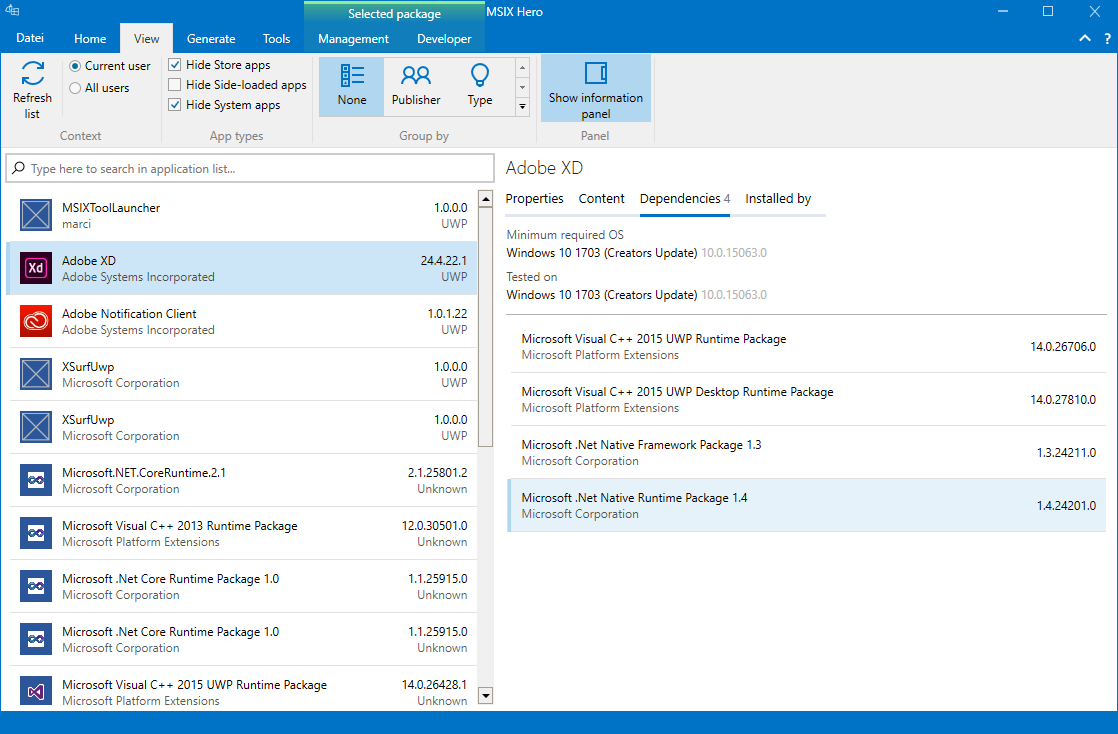 Selected package
MSIX Hero
Datei
Home
View
Generate
Tools
Management
Developer
?
Refresh
list
Current user
All users
Context
Hide Store apps
Hide Side-loaded apps
Hide System apps
App types
None
Publisher
Type
Group by
Show information
panel
Panel
Type here to search in application list...
MSIXToolLauncher
1.0.0.0
marci
UWP
Xd
Adobe XD
24.4.22.1
Adobe Systems Incorporated
UWP
Adobe Notification Client
1.0.1.22
Adobe Systems Incorporated
UWP
XSurfUwp
1.0.0.0
Microsoft Corporation
UWP
XSurfUwp
1.0.0.0
Microsoft Corporation
UWP
Microsoft.NET.CoreRuntime.2.1
2.1.25801.2
Microsoft Corporation
Unknown
Microsoft Visual C++ 2013 Runtime Package
12.0.30501.0
Microsoft Platform Extensions
Unknown
Microsoft .Net Core Runtime Package 1.0
1.1.25915.0
Microsoft Corporation
Unknown
Microsoft .Net Core Runtime Package 1.0
1.1.25915.0
Microsoft Corporation
Unknown
Microsoft Visual C++ 2015 UWP Runtime Package
14.0.26428.1
Microsoft Platform Extensions
Unknown
Adobe XD
Properties
Content
Dependencies 4
Installed by
Minimum required OS
Windows 10 1703 (Creators Update) 10.0.15063.0
Tested on
Windows 10 1703 (Creators Update) 10.0.15063.0
Microsoft Visual C++ 2015 UWP Runtime Package
Microsoft Platform Extensions
14.0.26706.0
Microsoft Visual C++ 2015 UWP Desktop Runtime Package
Microsoft Platform Extensions
14.0.27810.0
Microsoft .Net Native Framework Package 1.3
Microsoft Corporation
1.3.24211.0
Microsoft .Net Native Runtime Package 1.4
Microsoft Corporation
1.4.24201.0